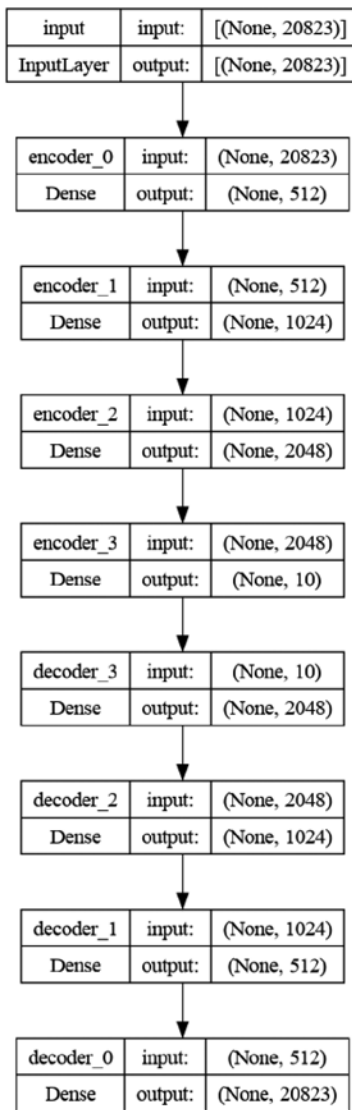 input input: [(None, 20823)]
InputLayer output: [(None, 20823)]
encoder_0 input: (None, 20823)
Dense output: (None, 512)
encoder_1 input: (None, 512)
Dense output: (None, 1024)
encoder_2 input: (None, 1024)
Dense output: (None, 2048)
encoder_3 input: (None, 2048)
Dense output: (None, 10)
decoder_3 input: (None, 10)
Dense output: (None, 2048)
decoder_2 input: (None, 2048)
Dense output: (None, 1024)
decoder_1 input: (None, 1024)
Dense output: (None, 512)
decoder_0 input: (None, 512)
Dense output: (None, 20823)